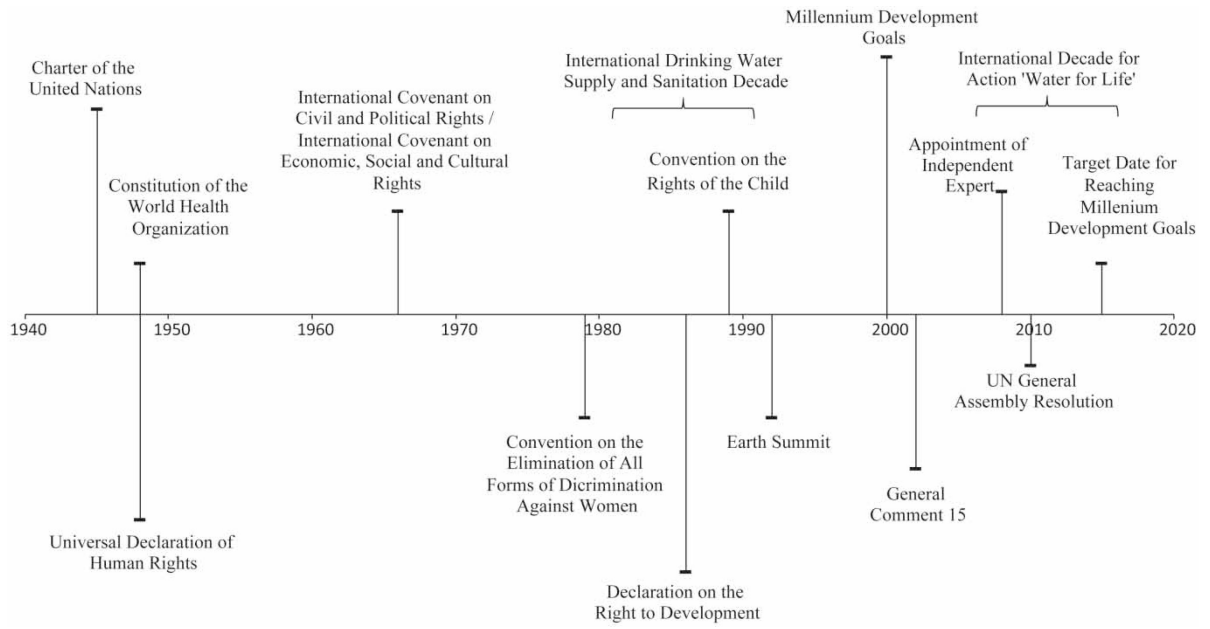 Millennium Development
Goals
Charter of the
United Nations
International Drinking Water
Supply and Sanitation Decade
International Decade for
Action 'Water for Life'
International Covenant on
Civil and Political Rights /
International Covenant on
Economic, Social and Cultural
Rights
Constitution of the
World Health
Organization
Convention on the
Rights of the Child
Appointment of
Independent
Expert
Target Date for
Reaching
Millenium
Development Goals
1940 1950 1960 1970 1980 1990 2000 2010 2020
UN General
Assembly Resolution
Convention on the
Elimination of All
Forms of Dicrimination
Against Women
Earth Summit
General
Comment 15
Universal Declaration of
Human Rights
Declaration on the
Right to Development